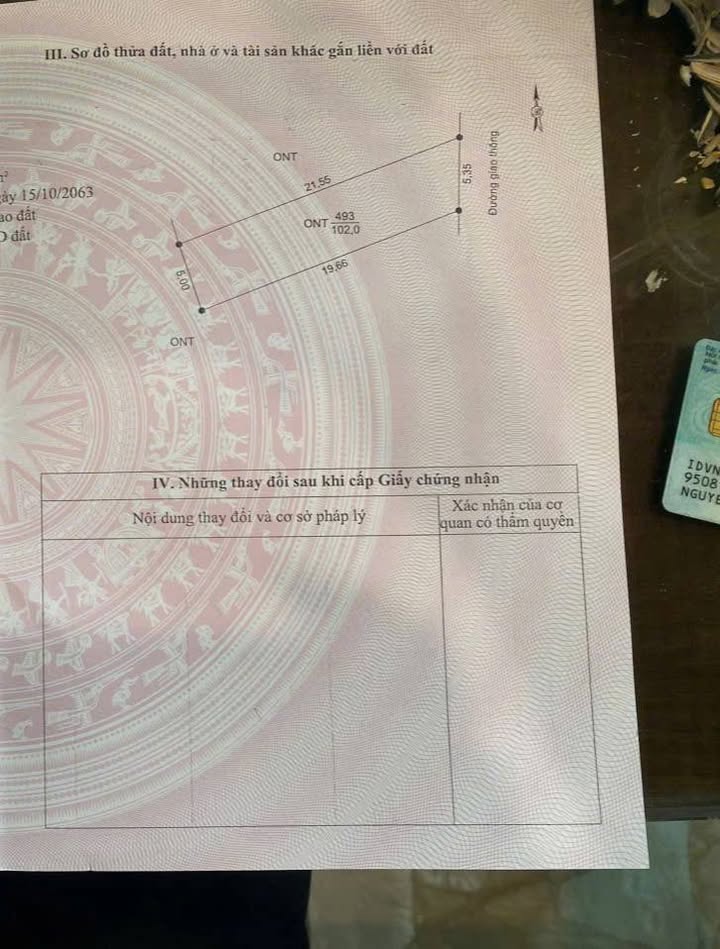 III. Sơ đồ thửa đất, nhà ở và tài sản khác gắn liền với đất
ONT
21,55
5,35
Đường giao thông
15/10/2063
đất
đất
ONT 493
102,0
5,00
19,66
ONT
IV. Những thay đổi sau khi cấp Giấy chứng nhận
Nội dung thay đổi và cơ sở pháp lý
Xác nhận của cơ
quan có thẩm quyền
IDVN
9508
NGUYE